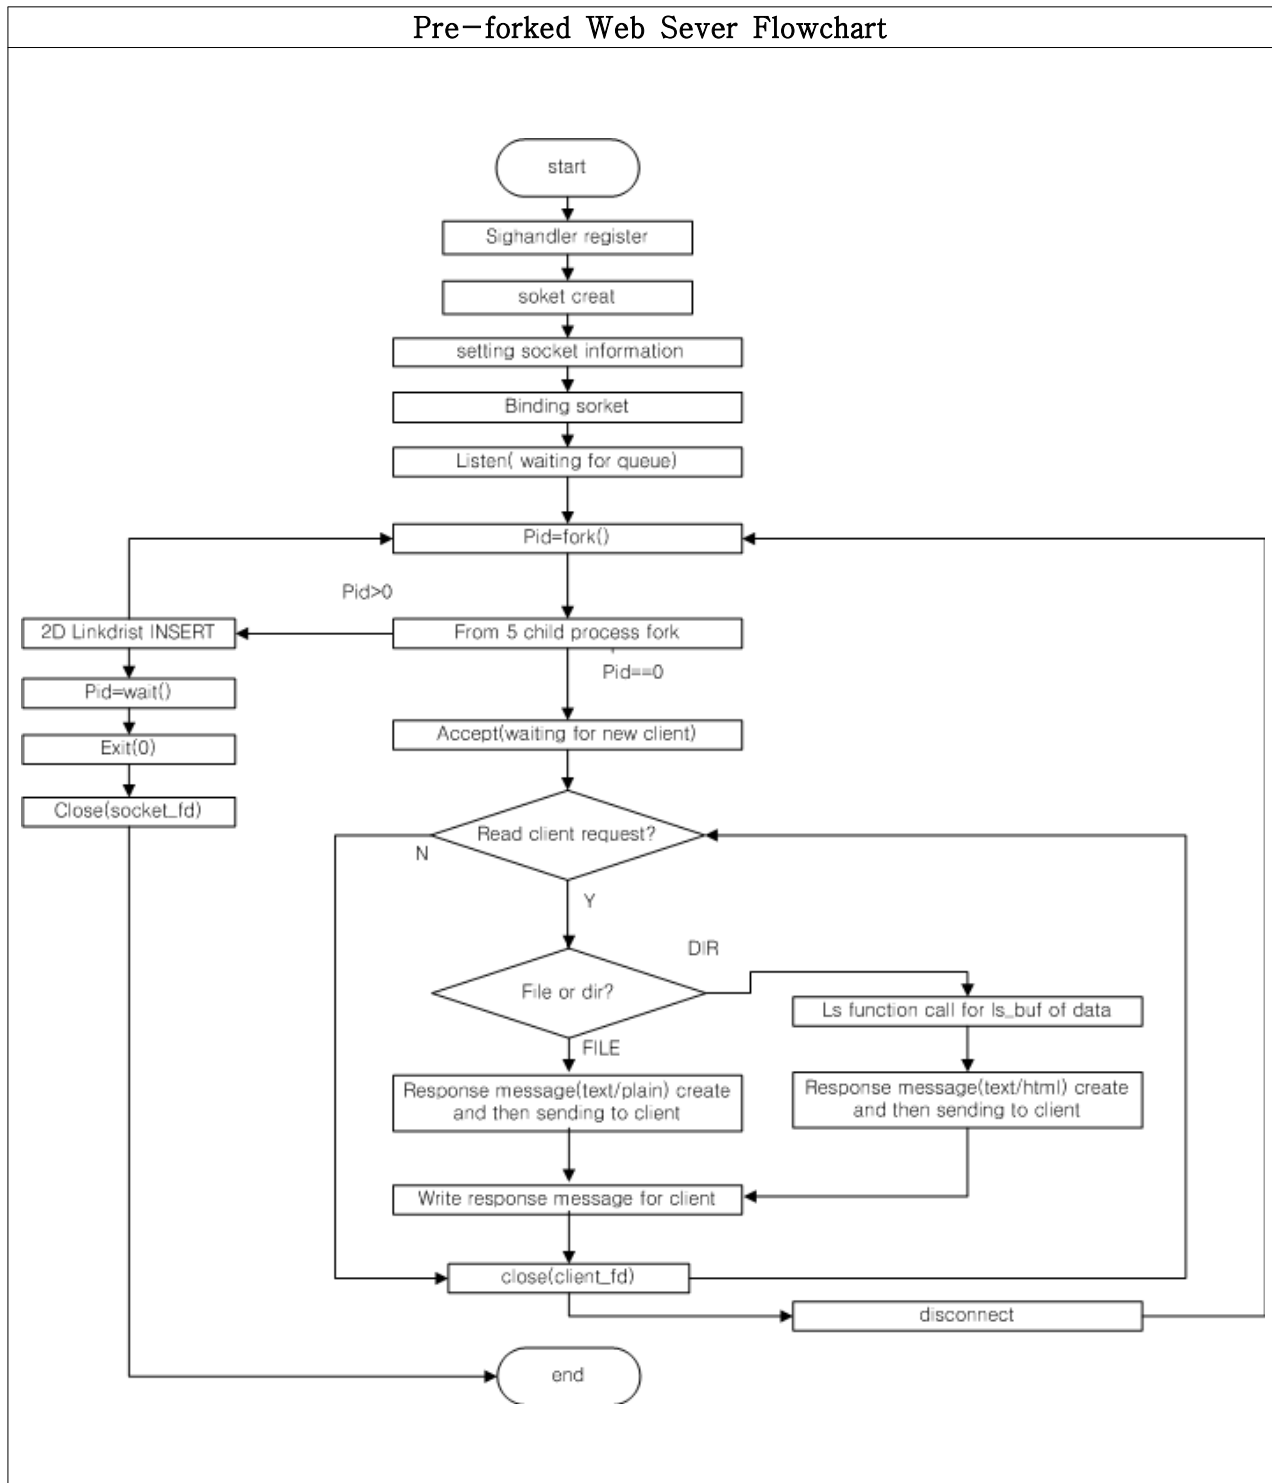 Pre-forked Web Sever Flowchart
start
Sighandler register
soket creat
setting socket information
Binding sorket
Listen( waiting for queue)
Pid=fork()
Pid>0
2D Linkdrist INSERT
From 5 child process fork
Pid==0
Pid=wait()
Accept(waiting for new client)
Exit(0)
Close(socket_fd)
Read client request?
N
Y
DIR
File or dir?
Ls function call for ls_buf of data
FILE
Response message(text/plain) create
and then sending to client
Response message(text/html) create
and then sending to client
Write response message for client
close(client_fd)
disconnect
end